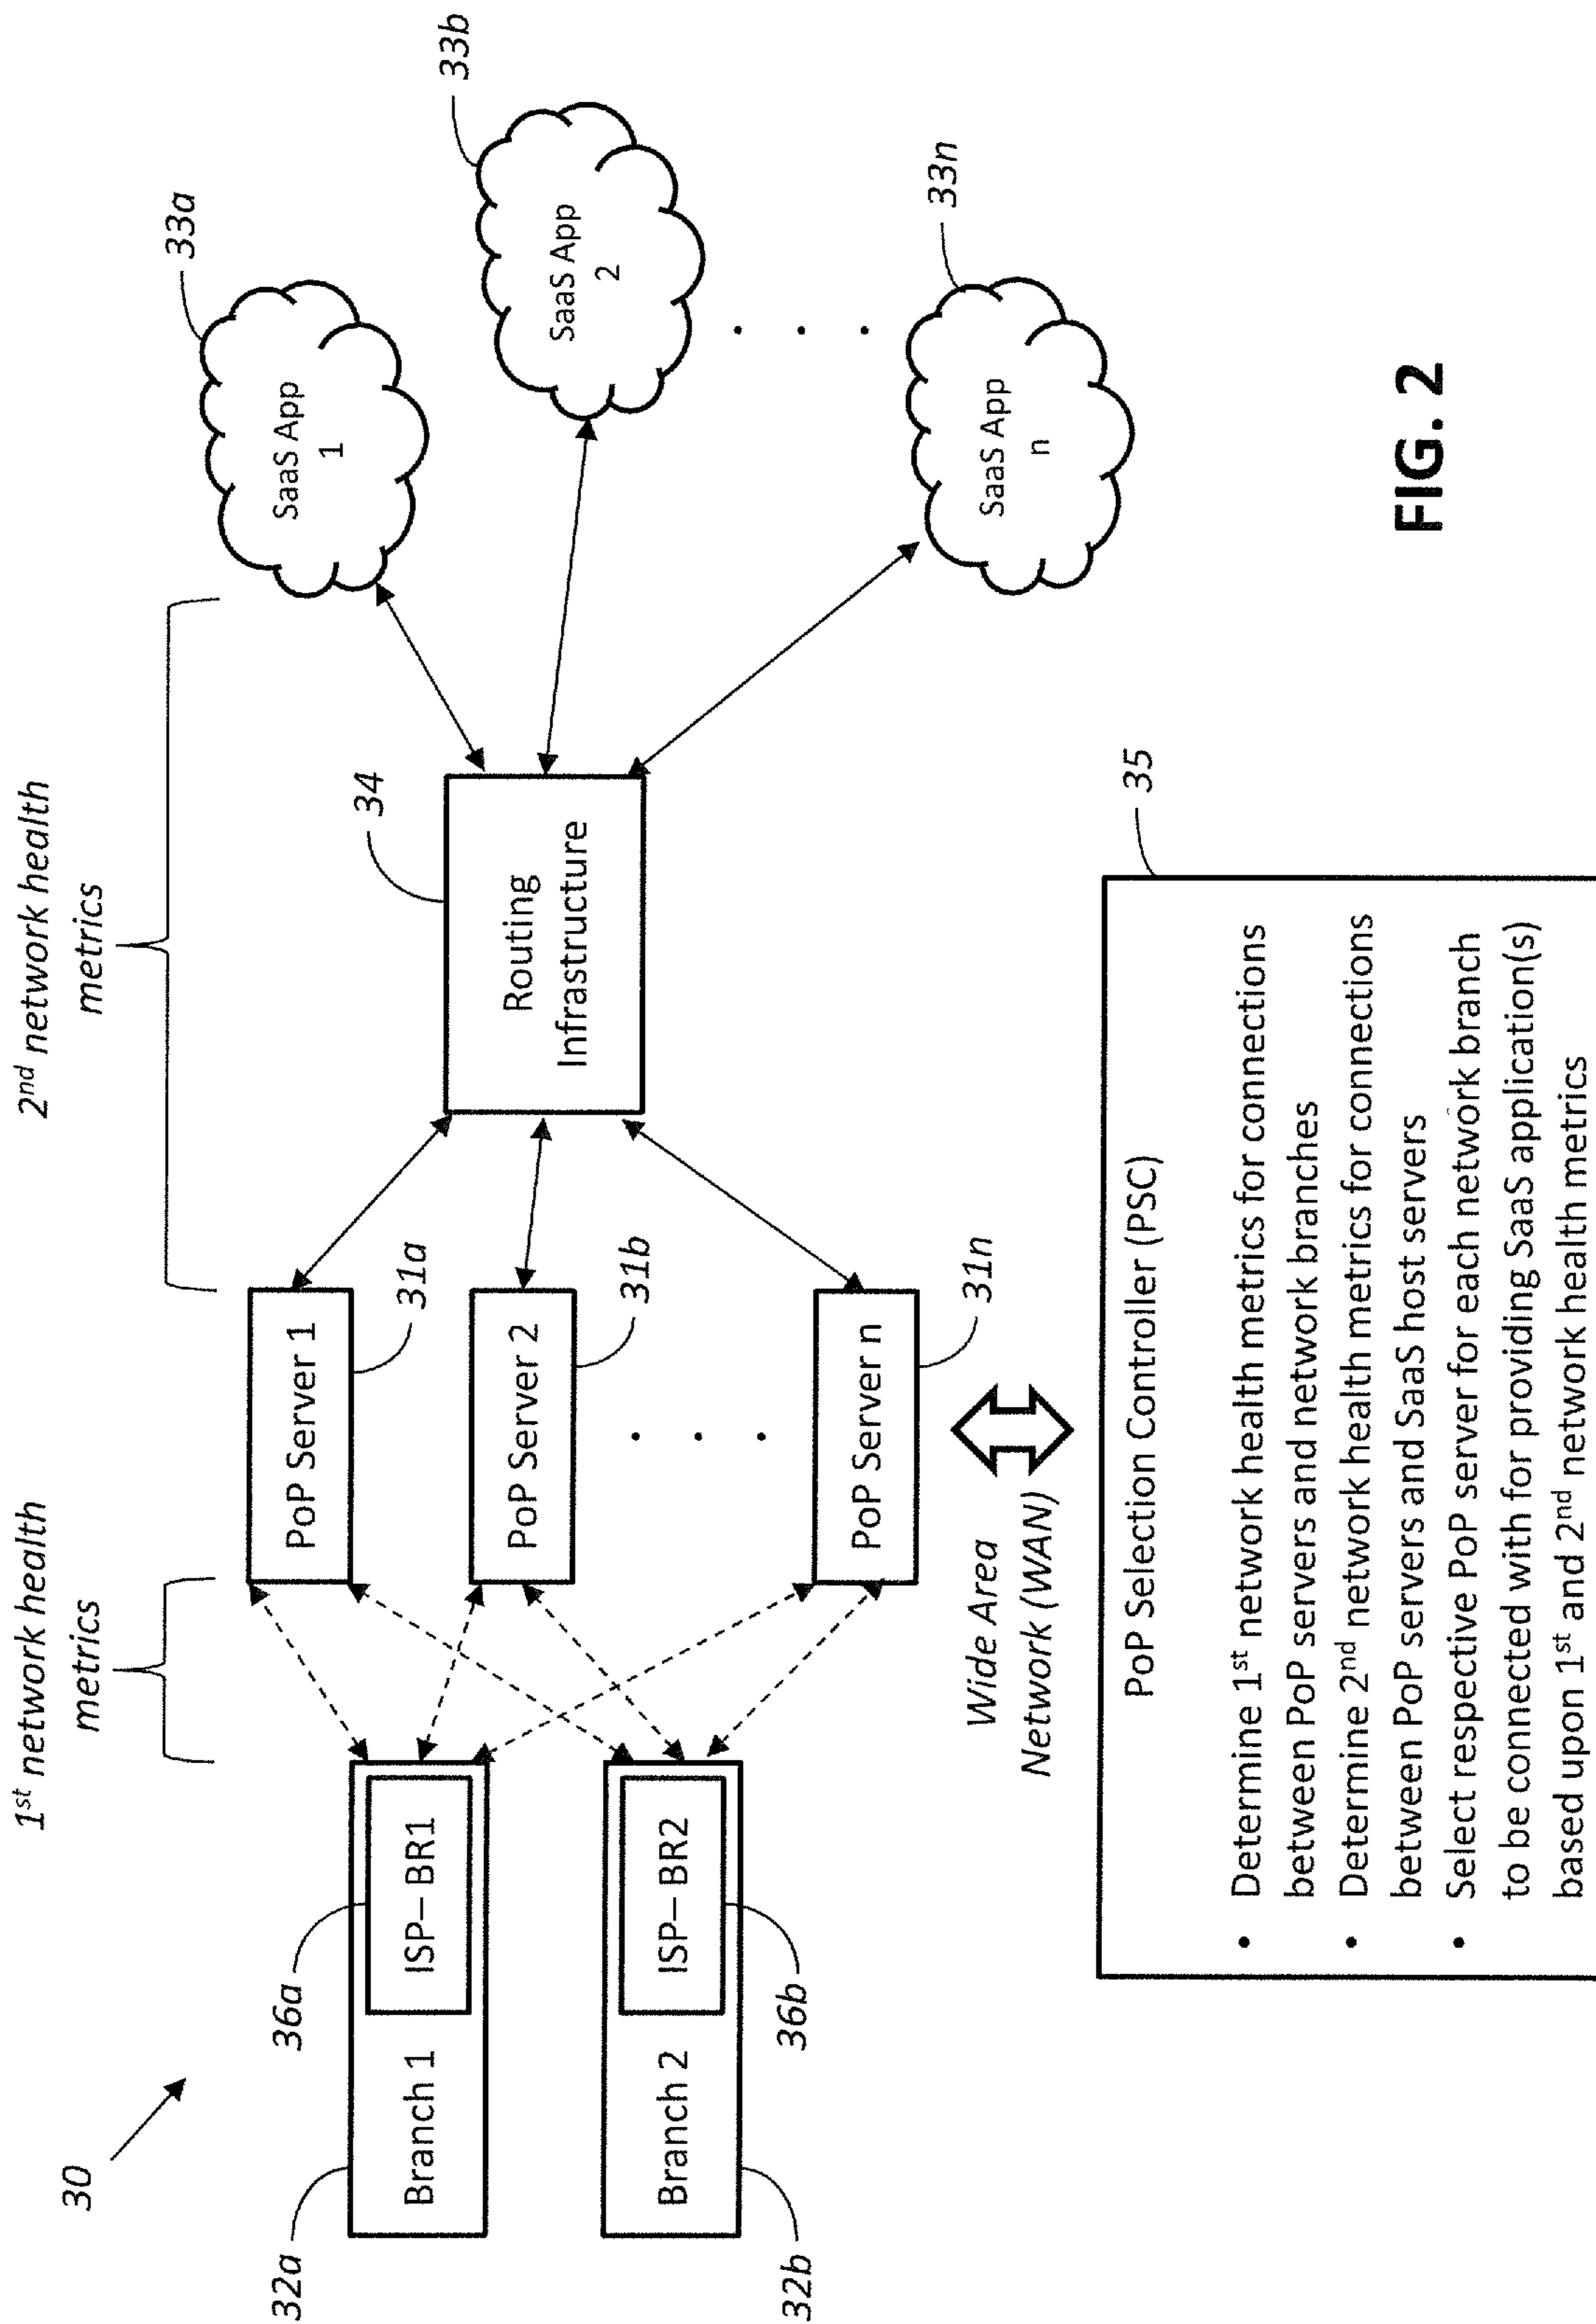 30
1st network health
metrics
2nd network health
metrics
32a
Branch 1
36a
ISP– BR1
32b
Branch 2
36b
ISP– BR2
PoP Server 1
31a
PoP Server 2
31b
. . .
PoP Server n
31n
34
Routing
Infrastructure
33a
SaaS App
1
33b
SaaS App
2
. . .
33n
SaaS App
n
Wide Area
Network (WAN)
35
PoP Selection Controller (PSC)
• Determine 1st network health metrics for connections
between PoP servers and network branches
• Determine 2nd network health metrics for connections
between PoP servers and SaaS host servers
• Select respective PoP server for each network branch
to be connected with for providing SaaS application(s)
based upon 1st and 2nd network health metrics
FIG. 2